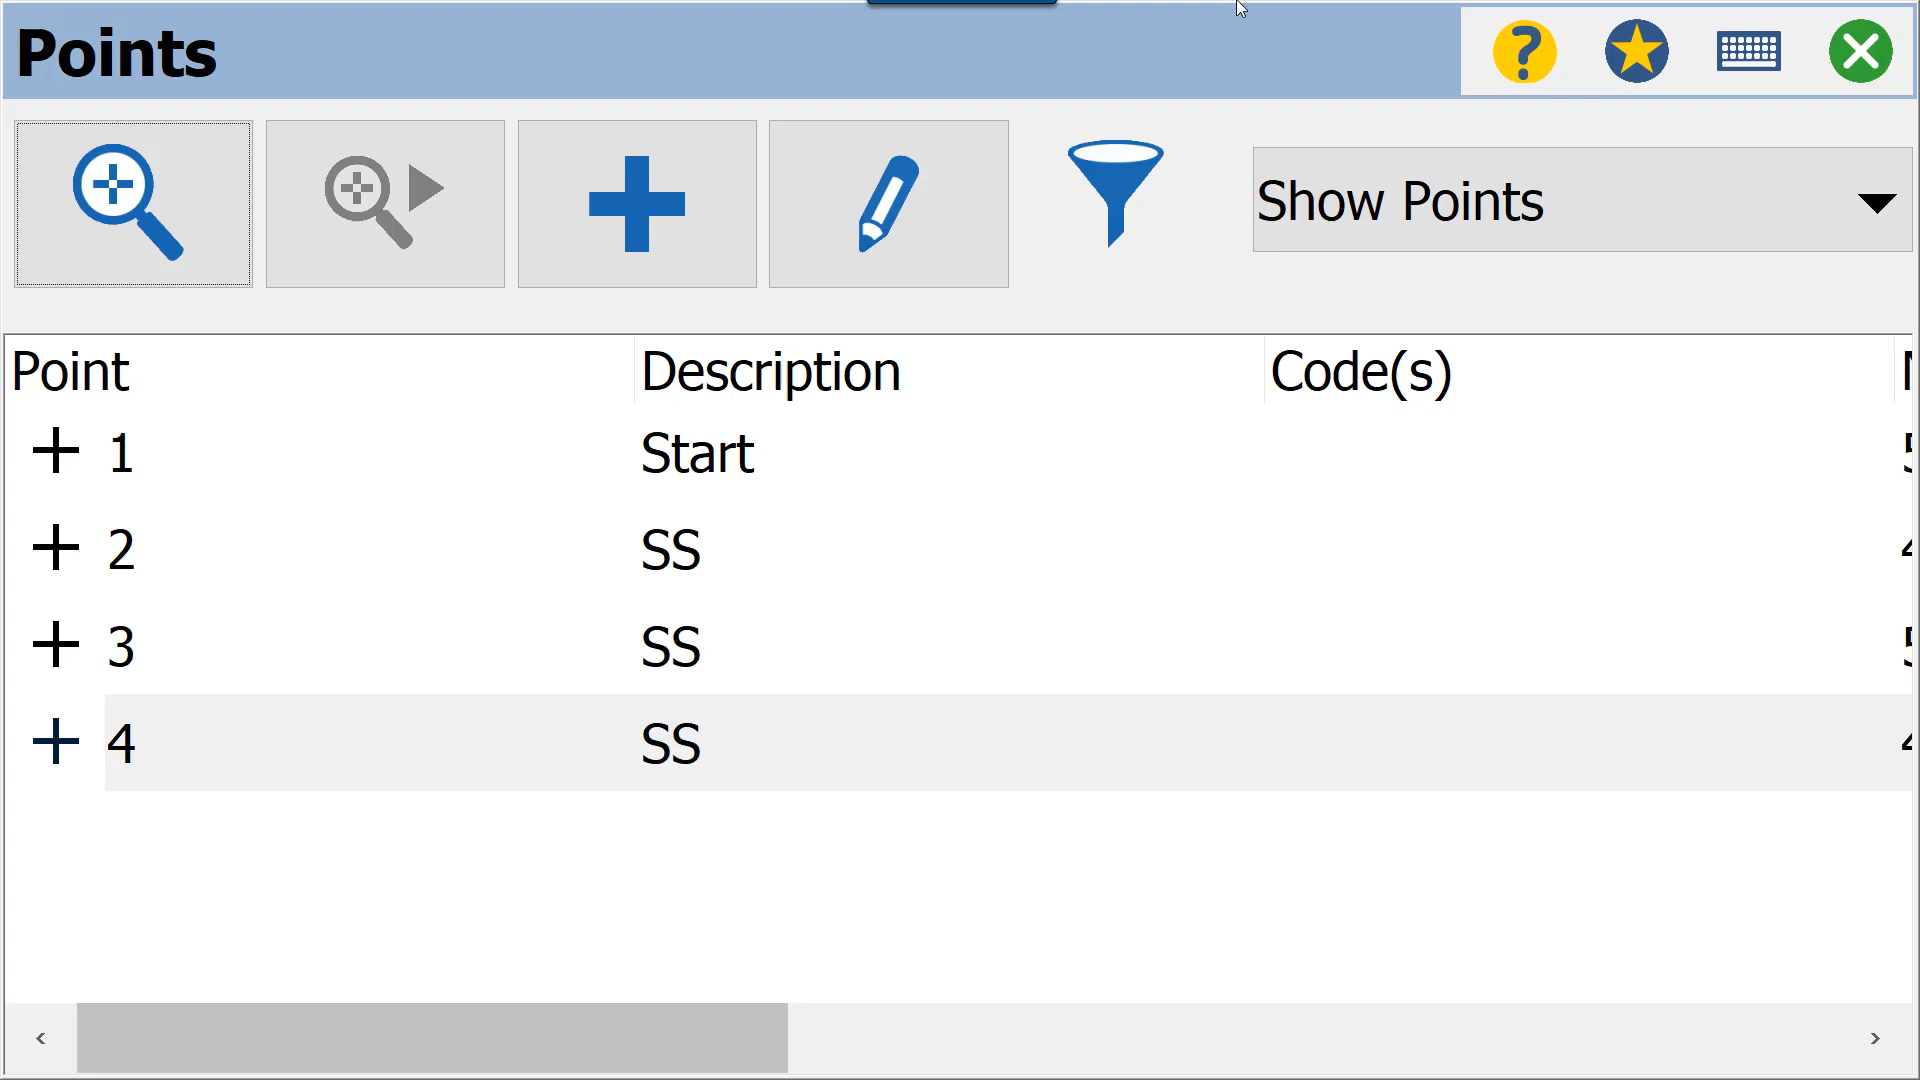 Points
Show Points
Point Description Code(s)
1 Start
2 SS
3 SS
4 SS